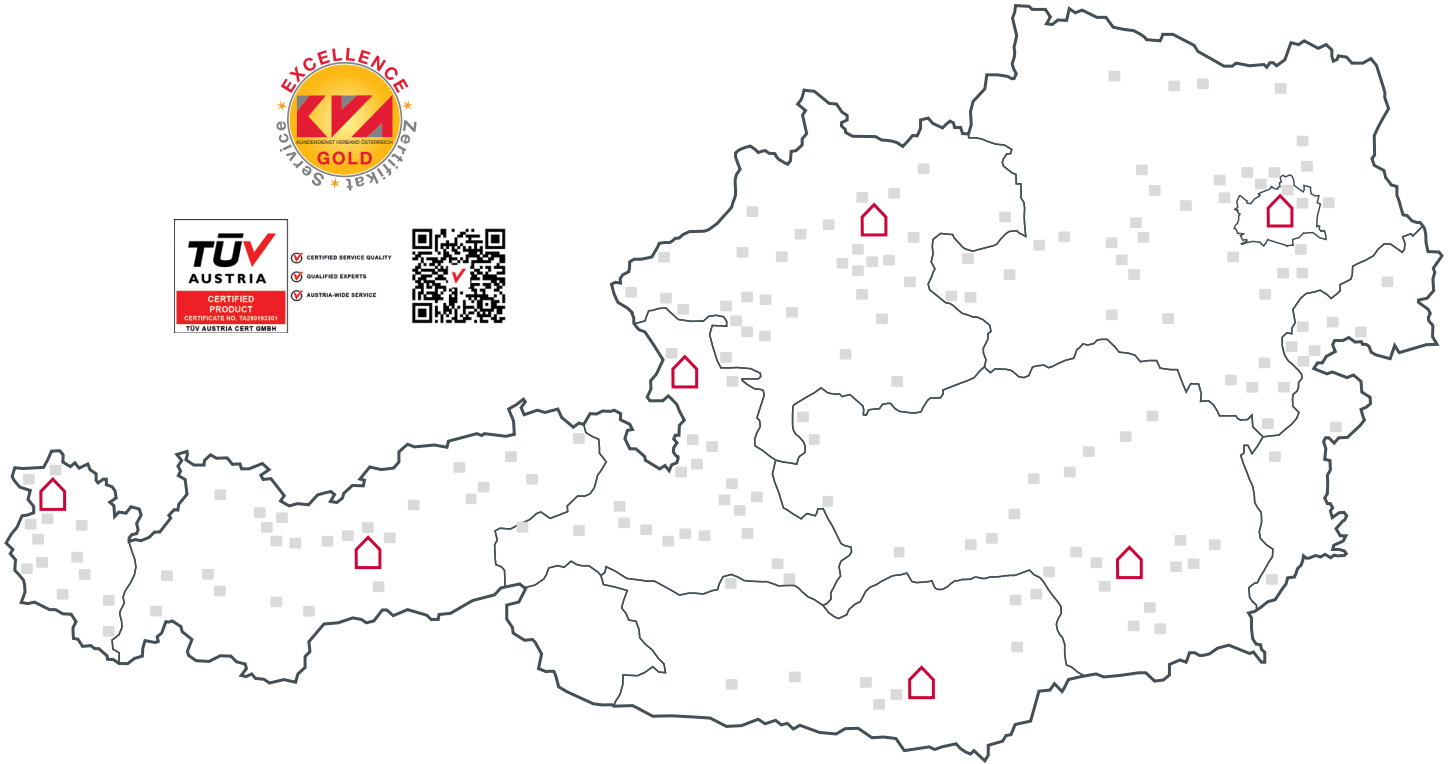 EXCELLENCE
KVA
KUNDENDIENST VERBAND ÖSTERREICH
GOLD
Service Zertifikat
TÜV
AUSTRIA
CERTIFIED
PRODUCT
CERTIFICATE NO. TA290193301
TÜV AUSTRIA CERT GMBH
CERTIFIED SERVICE QUALITY
QUALIFIED EXPERTS
AUSTRIA-WIDE SERVICE